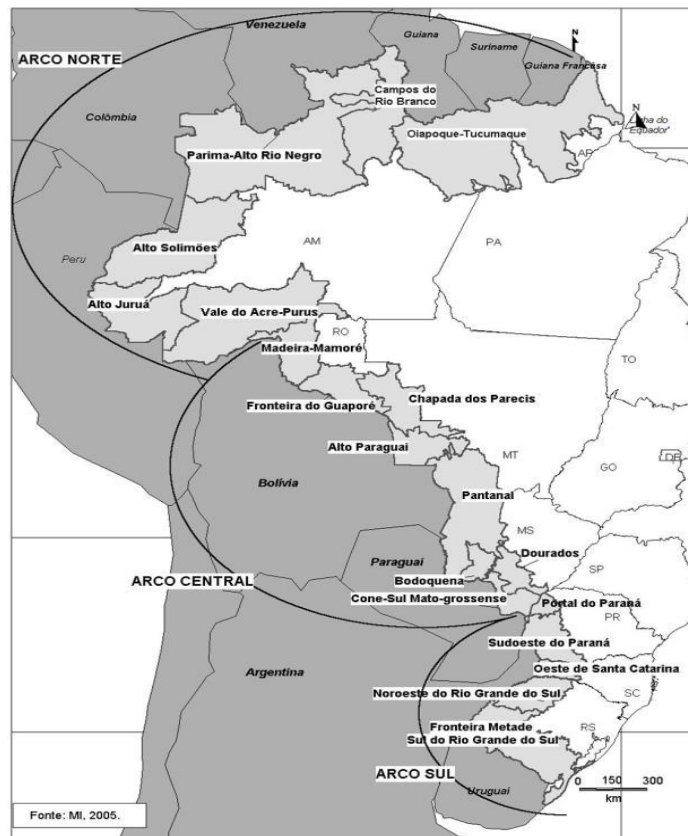 Venezuela
ARCO NORTE
Guiana
Suriname
Guiana Francesa
Colômbia
Campos do
Rio Branco
N
Linha do
Equador
Oiapoque-Tucumaque
AP
Parima-Alto Rio Negro
Alto Solimões
AM
PA
Peru
Alto Juruá
Vale do Acre-Purus
RO
Madeira-Mamoré
TO
Chapada dos Parecis
Fronteira do Guaporé
Alto Paraguai
MT
GO
DF
Bolívia
Pantanal
MS
Dourados
Paraguai
SP
ARCO CENTRAL
Bodoquena
Cone-Sul Mato-grossense
Portal do Paraná
PR
Sudoeste do Paraná
Argentina
Oeste de Santa Catarina
Noroeste do Rio Grande do Sul
SC
Fronteira Metade
Sul do Rio Grande do Sul
RS
ARCO SUL
Uruguai
0 150 300
km
Fonte: MI, 2005.